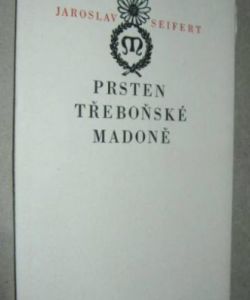 JAROSLAV SEIFERT
M
PRSTEN
TŘEBOŇSKÉ
MADONĚ